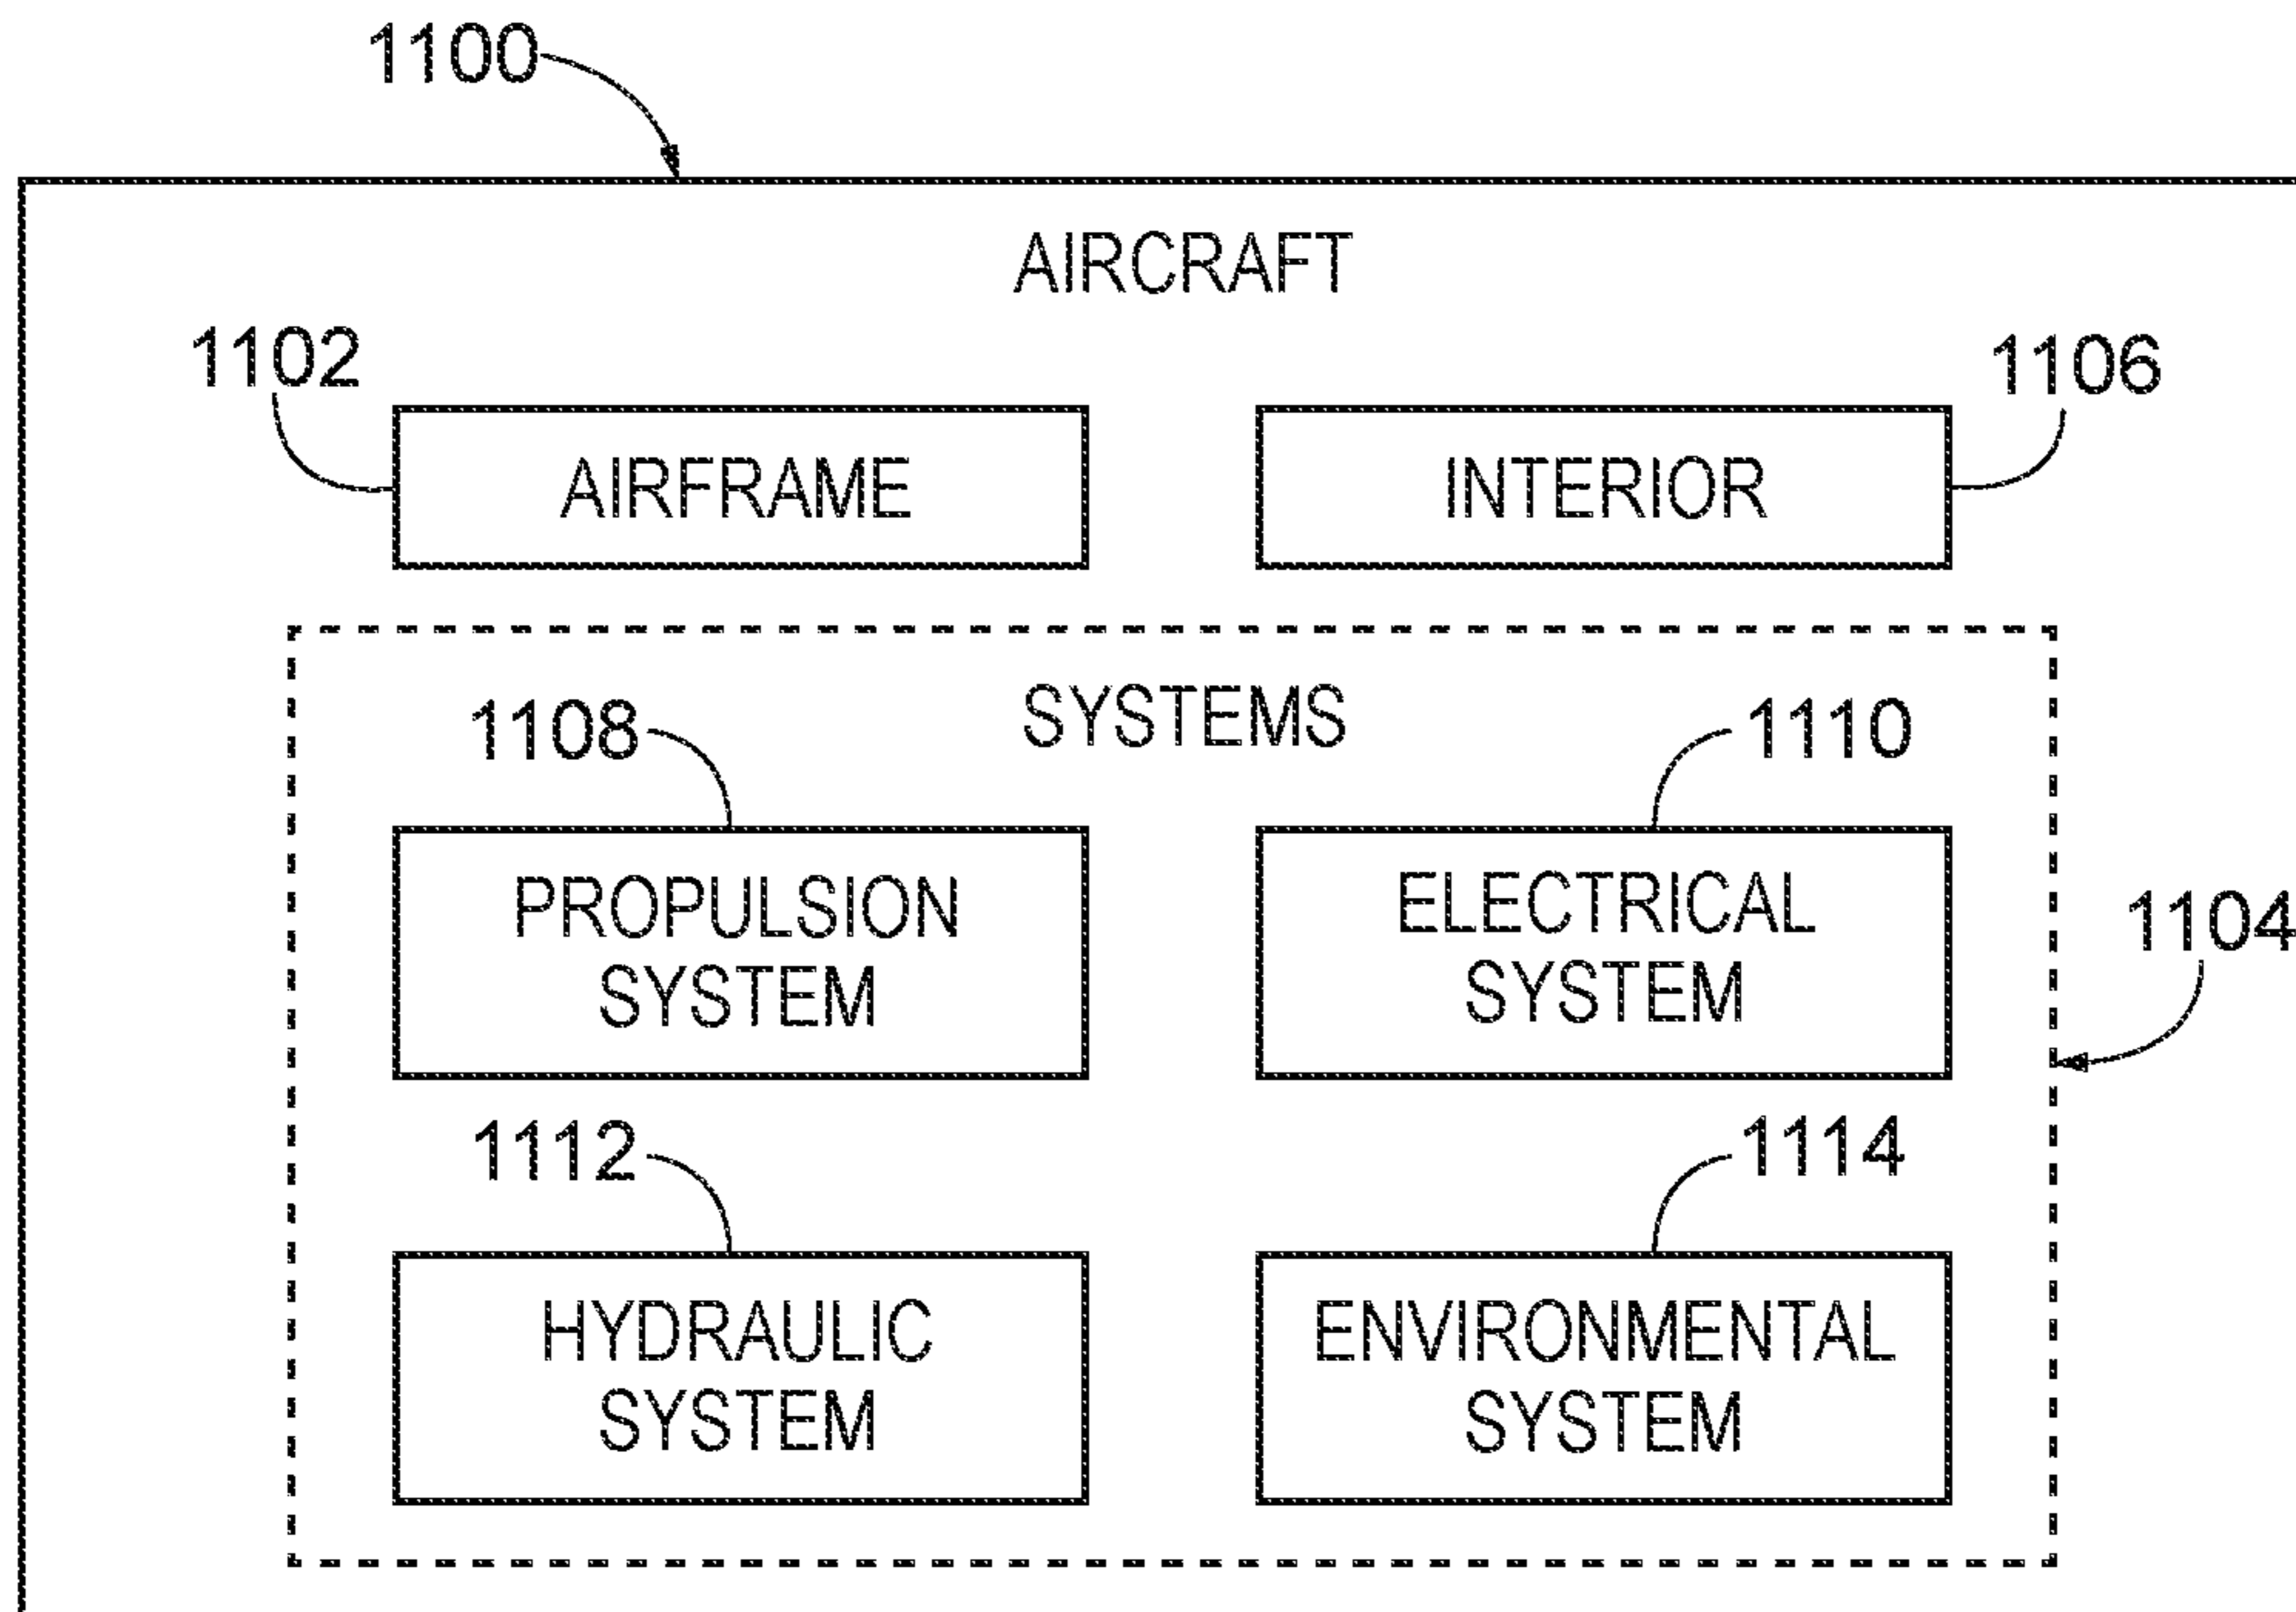 1100
AIRCRAFT
1102
1106
AIRFRAME
INTERIOR
SYSTEMS
1108
1110
PROPULSION
SYSTEM
ELECTRICAL
SYSTEM
1104
1112
1114
HYDRAULIC
SYSTEM
ENVIRONMENTAL
SYSTEM